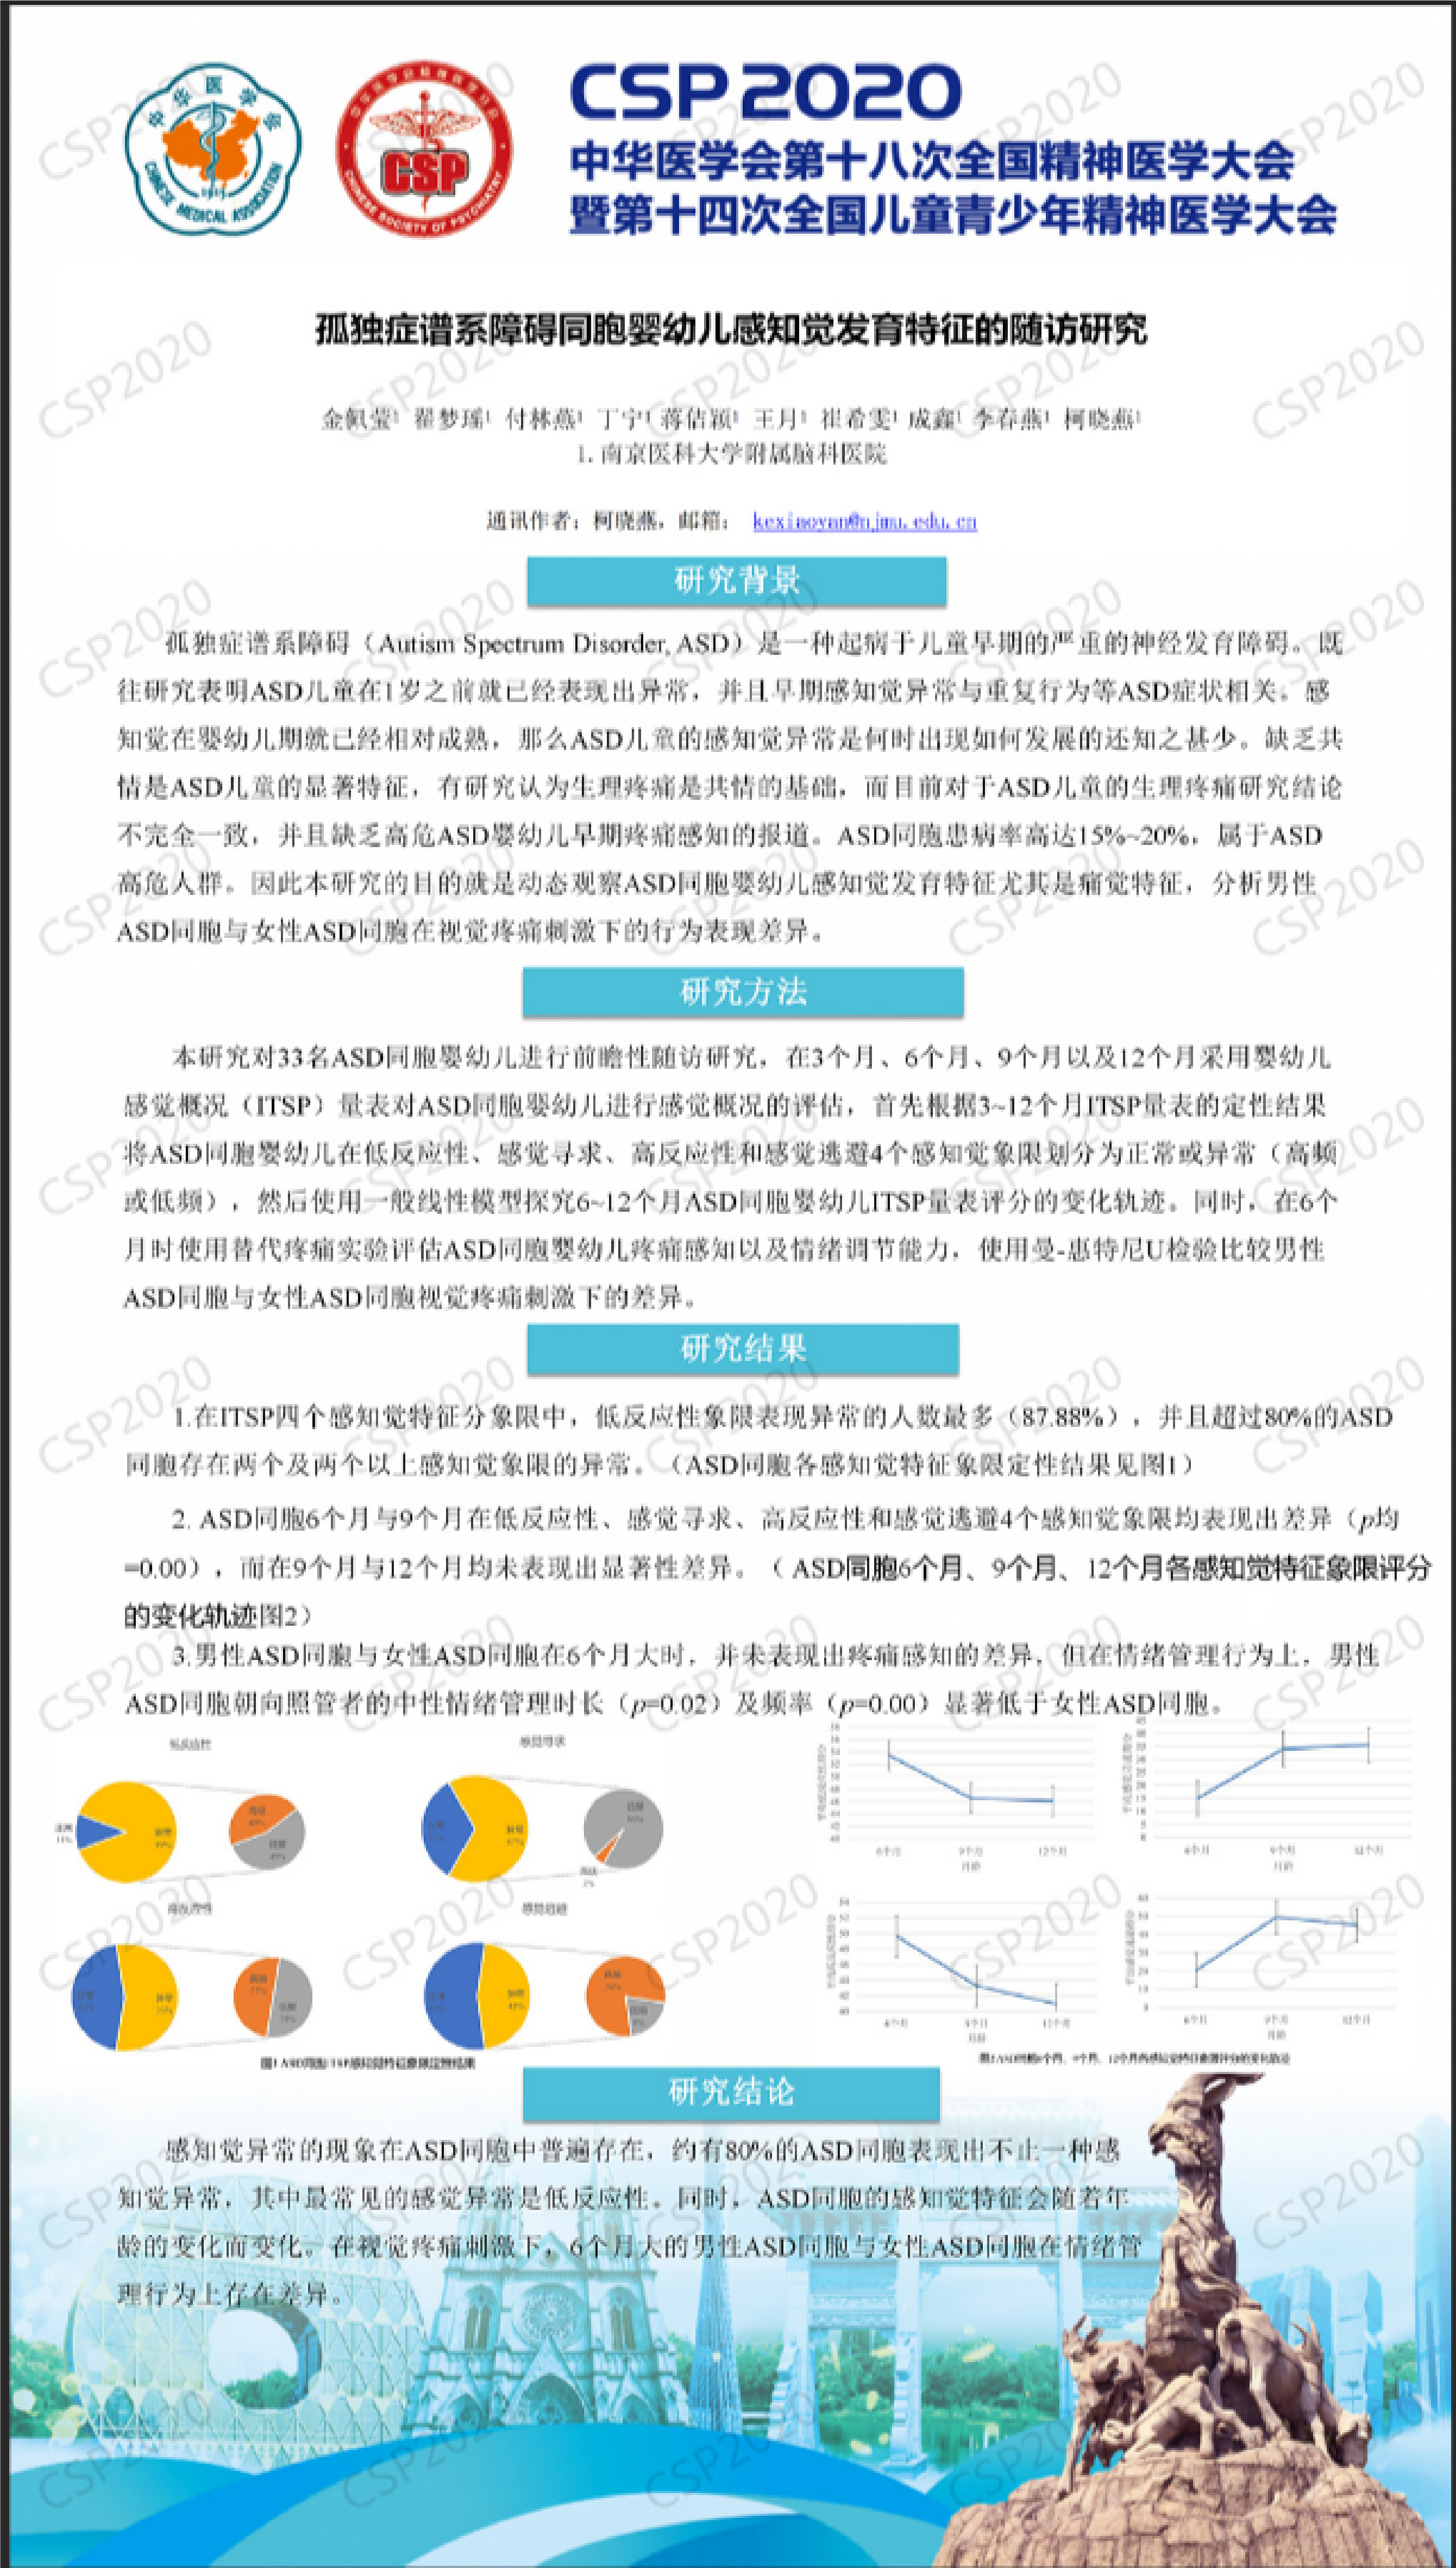 中华医学会
CHINESE MEDICAL ASSOCIATION
1915
CSP
CHINESE SOCIETY OF PSYCHIATRY
CSP 2020
中华医学会第十八次全国精神医学大会
暨第十四次全国儿童青少年精神医学大会
孤独症谱系障碍同胞婴幼儿感知觉发育特征的随访研究
金佩莹1 翟梦瑶1 付林燕1 丁宁1 蒋佶颖1 王月1 崔希雯1 成鑫1 李春燕1 柯晓燕1
1. 南京医科大学附属脑科医院
通讯作者：柯晓燕，邮箱： kexiaoyan@njmu.edu.cn
研究背景
孤独症谱系障碍（Autism Spectrum Disorder, ASD）是一种起病于儿童早期的严重的神经发育障碍。既
往研究表明ASD儿童在1岁之前就已经表现出异常，并且早期感知觉异常与重复行为等ASD症状相关。感
知觉在婴幼儿期就已经相对成熟，那么ASD儿童的感知觉异常是何时出现如何发展的还知之甚少。缺乏共
情是ASD儿童的显著特征，有研究认为生理疼痛是共情的基础，而目前对于ASD儿童的生理疼痛研究结论
不完全一致，并且缺乏高危ASD婴幼儿早期疼痛感知的报道。ASD同胞患病率高达15%~20%，属于ASD
高危人群。因此本研究的目的就是动态观察ASD同胞婴幼儿感知觉发育特征尤其是痛觉特征，分析男性
ASD同胞与女性ASD同胞在视觉疼痛刺激下的行为表现差异。
研究方法
本研究对33名ASD同胞婴幼儿进行前瞻性随访研究，在3个月、6个月、9个月以及12个月采用婴幼儿
感觉概况（ITSP）量表对ASD同胞婴幼儿进行感觉概况的评估，首先根据3~12个月ITSP量表的定性结果
将ASD同胞婴幼儿在低反应性、感觉寻求、高反应性和感觉逃避4个感知觉象限划分为正常或异常（高频
或低频），然后使用一般线性模型探究6~12个月ASD同胞婴幼儿ITSP量表评分的变化轨迹。同时，在6个
月时使用替代疼痛实验评估ASD同胞婴幼儿疼痛感知以及情绪调节能力，使用曼-惠特尼U检验比较男性
ASD同胞与女性ASD同胞视觉疼痛刺激下的差异。
研究结果
1.在ITSP四个感知觉特征分象限中，低反应性象限表现异常的人数最多（87.88%），并且超过80%的ASD
同胞存在两个及两个以上感知觉象限的异常。（ASD同胞各感知觉特征象限定性结果见图1）
2. ASD同胞6个月与9个月在低反应性、感觉寻求、高反应性和感觉逃避4个感知觉象限均表现出差异（p均
=0.00），而在9个月与12个月均未表现出显著性差异。（ ASD同胞6个月、9个月、12个月各感知觉特征象限评分
的变化轨迹图2）
3.男性ASD同胞与女性ASD同胞在6个月大时，并未表现出疼痛感知的差异，但在情绪管理行为上，男性
ASD同胞朝向照管者的中性情绪管理时长（p=0.02）及频率（p=0.00）显著低于女性ASD同胞。
低反应性
感觉寻求
高反应性
感觉逃避
6个月 9个月 12个月
月龄
图1 ASD同胞ITSP感知觉特征象限定性结果
图2 ASD同胞6个月、9个月、12个月各感知觉特征象限评分的变化轨迹
研究结论
感知觉异常的现象在ASD同胞中普遍存在，约有80%的ASD同胞表现出不止一种感
知觉异常，其中最常见的感觉异常是低反应性。同时，ASD同胞的感知觉特征会随着年
龄的变化而变化。在视觉疼痛刺激下，6个月大的男性ASD同胞与女性ASD同胞在情绪管
理行为上存在差异。
CSP2020